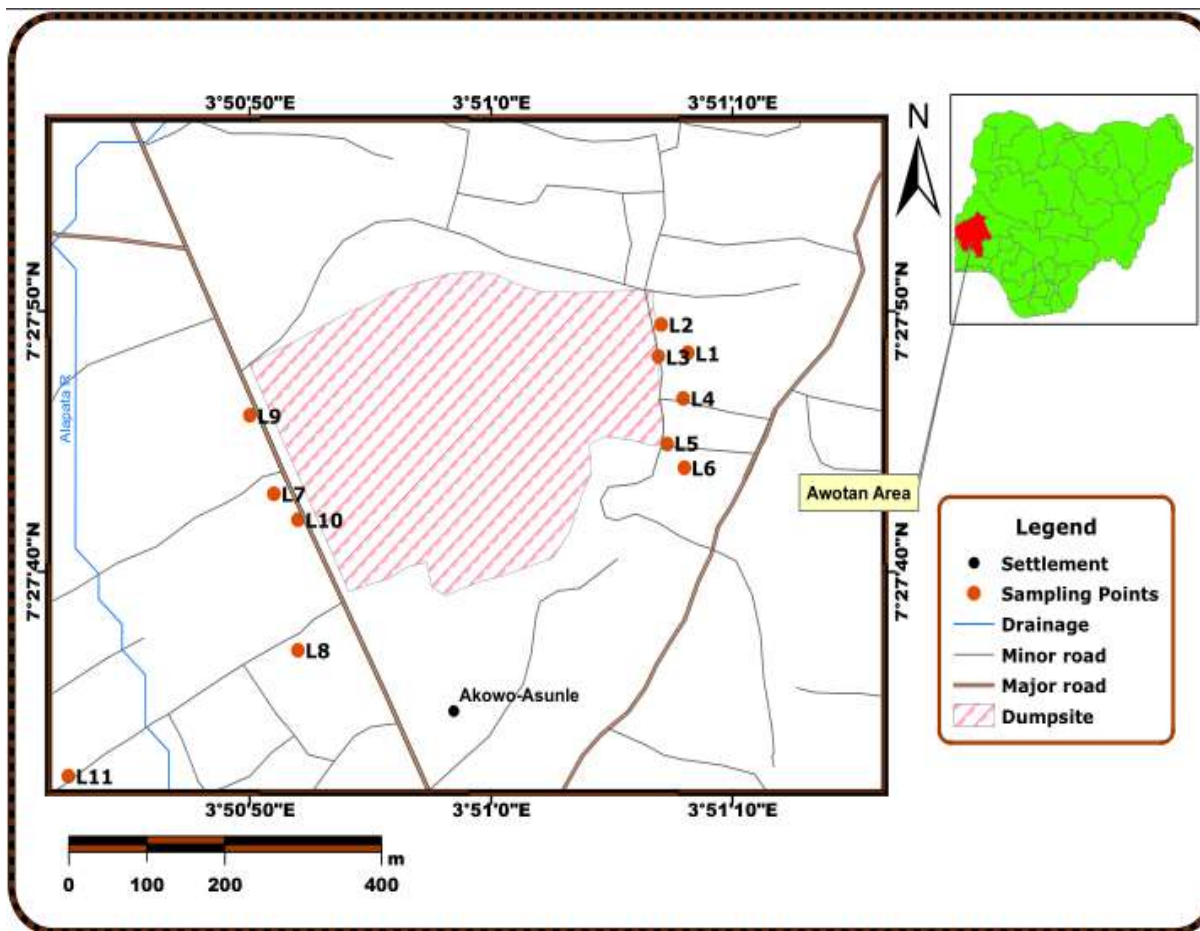 3°50'50"E
3°51'0"E
3°51'10"E
N
7°27'50"N
7°27'50"N
L2
L3
L1
L4
L9
Alapata R
L5
L6
L7
Awotan Area
L10
7°27'40"N
7°27'40"N
Legend
Settlement
Sampling Points
Drainage
Minor road
Major road
Dumpsite
L8
Akowo-Asunle
L11
3°50'50"E
3°51'0"E
3°51'10"E
m
0 100 200 400